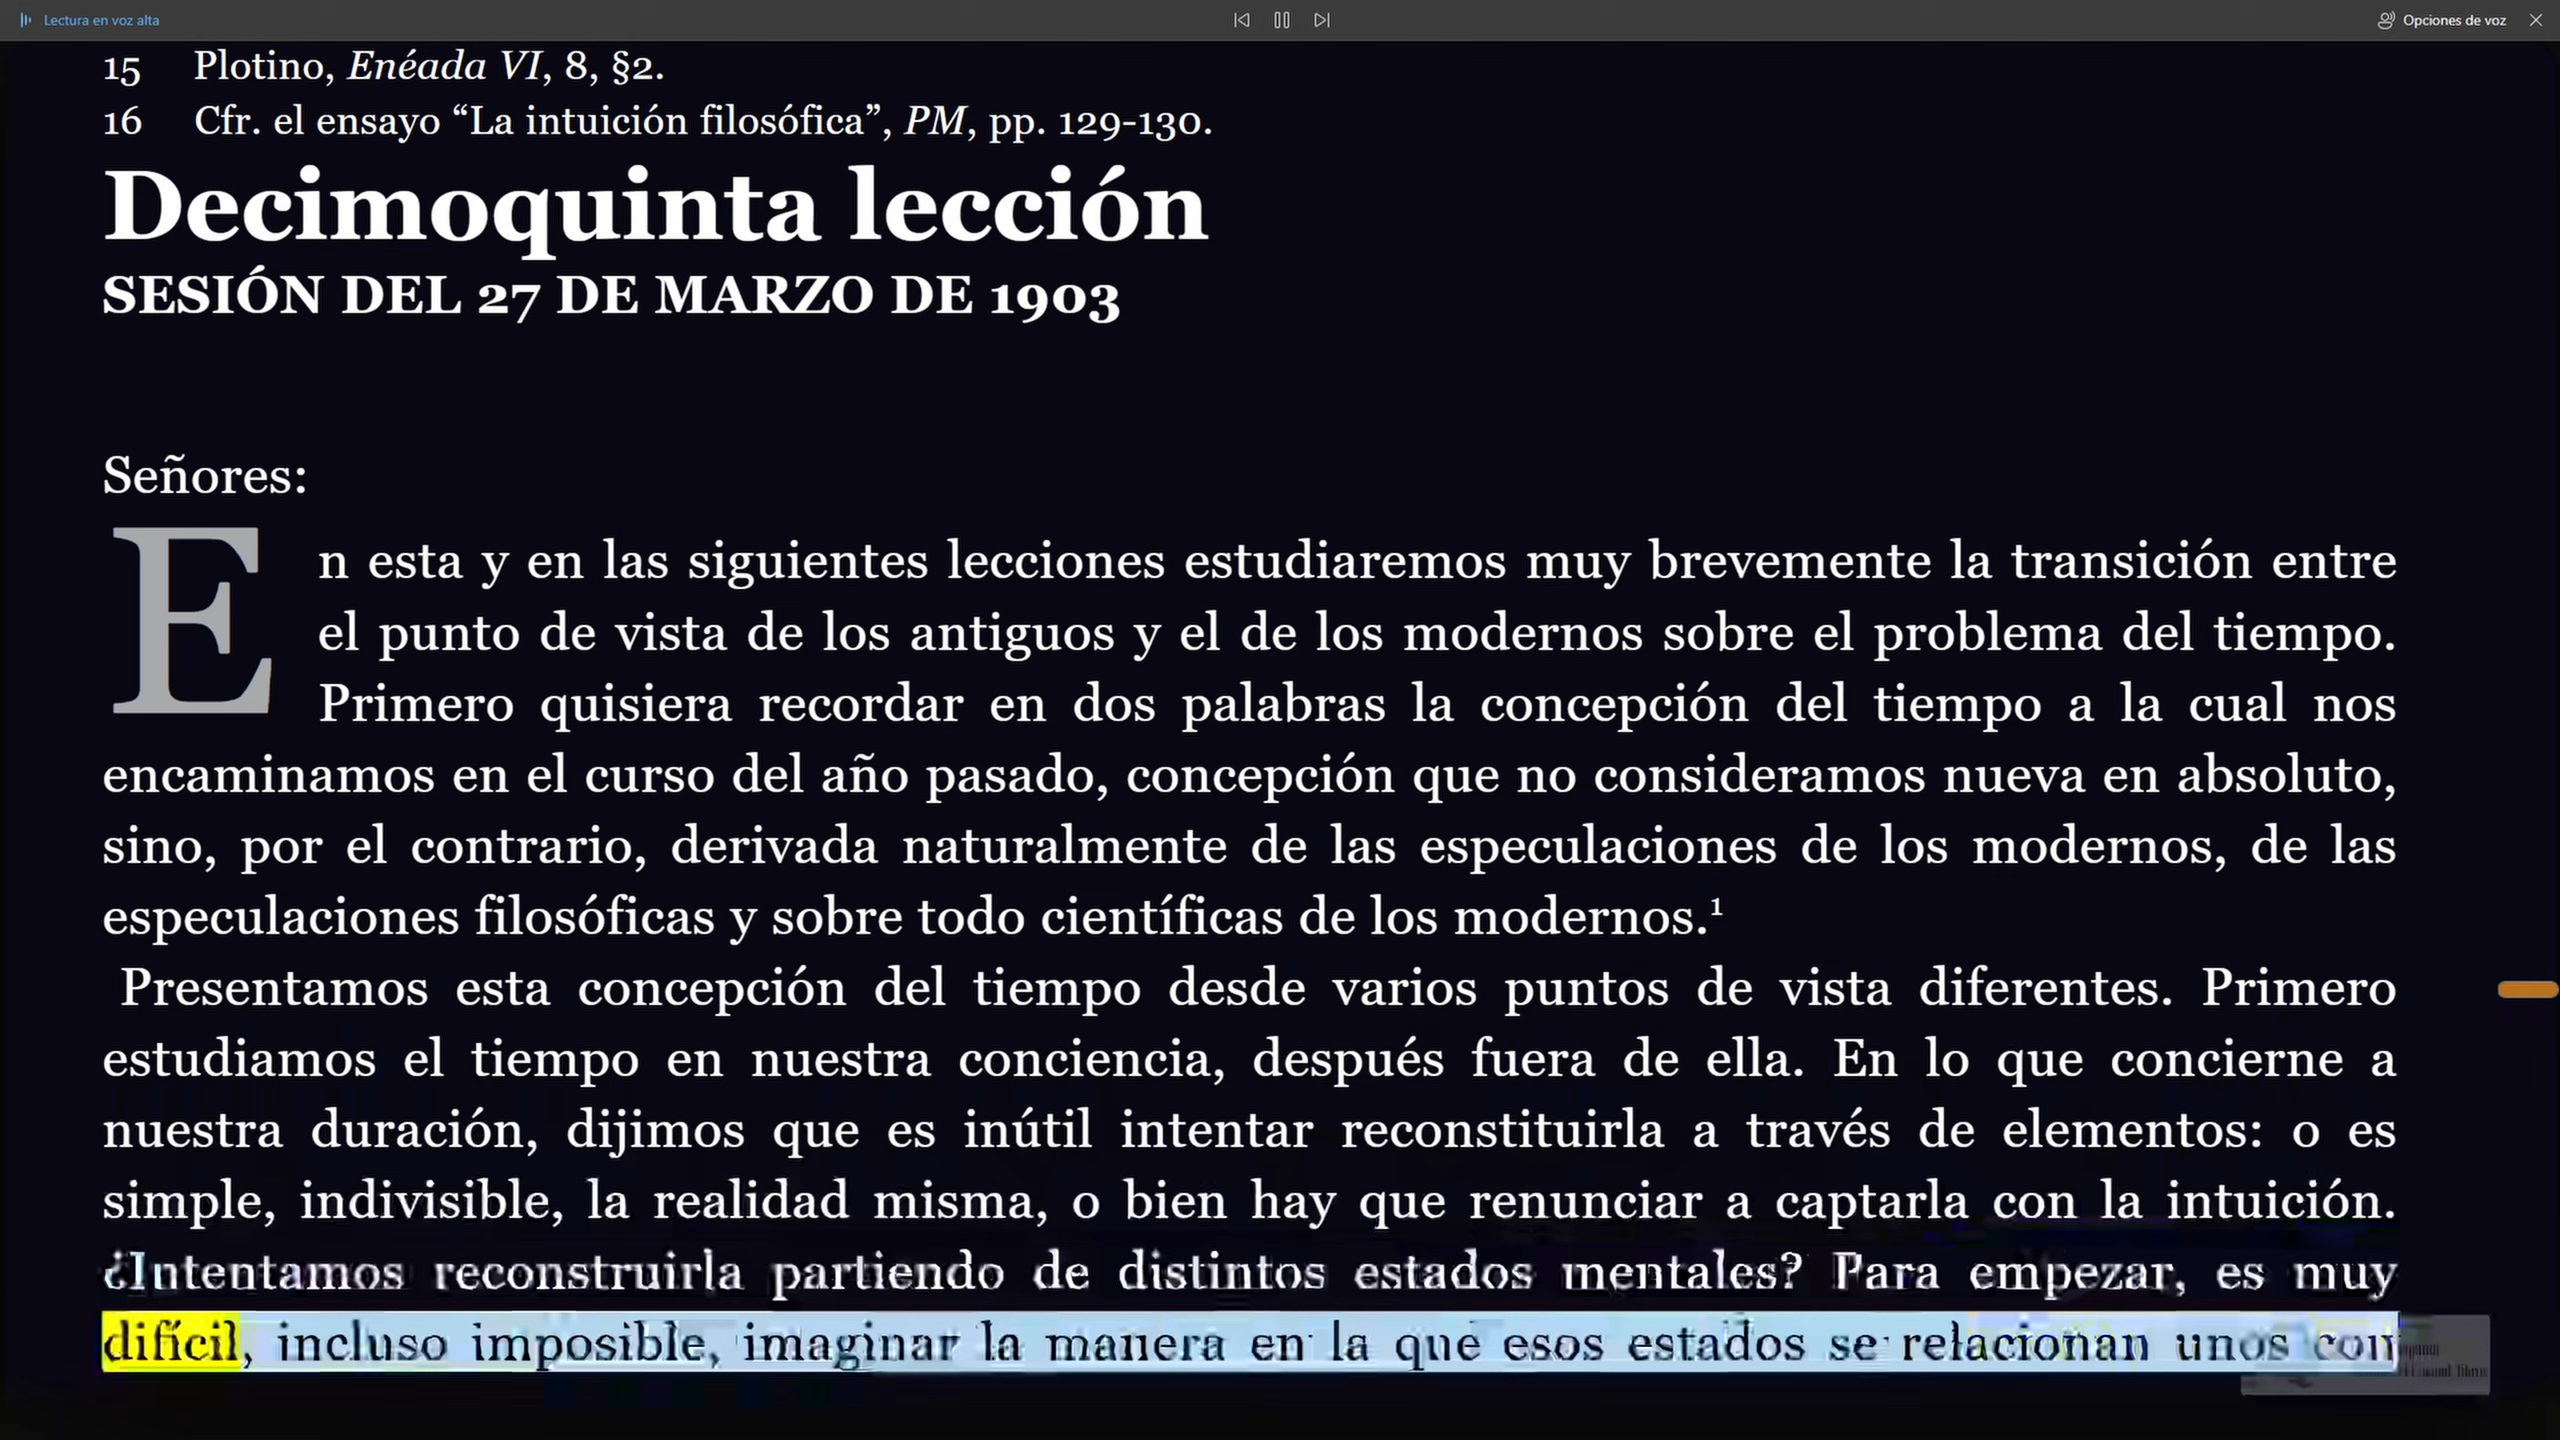 Lectura en voz alta
Opciones de voz
15 Plotino, Enéada VI, 8, §2.
16 Cfr. el ensayo “La intuición filosófica”, PM, pp. 129-130.
Decimoquinta lección
SESIÓN DEL 27 DE MARZO DE 1903
Señores:
En esta y en las siguientes lecciones estudiaremos muy brevemente la transición entre
el punto de vista de los antiguos y el de los modernos sobre el problema del tiempo.
Primero quisiera recordar en dos palabras la concepción del tiempo a la cual nos
encaminamos en el curso del año pasado, concepción que no consideramos nueva en absoluto,
sino, por el contrario, derivada naturalmente de las especulaciones de los modernos, de las
especulaciones filosóficas y sobre todo científicas de los modernos.¹
Presentamos esta concepción del tiempo desde varios puntos de vista diferentes. Primero
estudiamos el tiempo en nuestra conciencia, después fuera de ella. En lo que concierne a
nuestra duración, dijimos que es inútil intentar reconstituirla a través de elementos: o es
simple, indivisible, la realidad misma, o bien hay que renunciar a captarla con la intuición.
¿Intentamos reconstruirla partiendo de distintos estados mentales? Para empezar, es muy
difícil, incluso imposible, imaginar la manera en la que esos estados se relacionan unos con